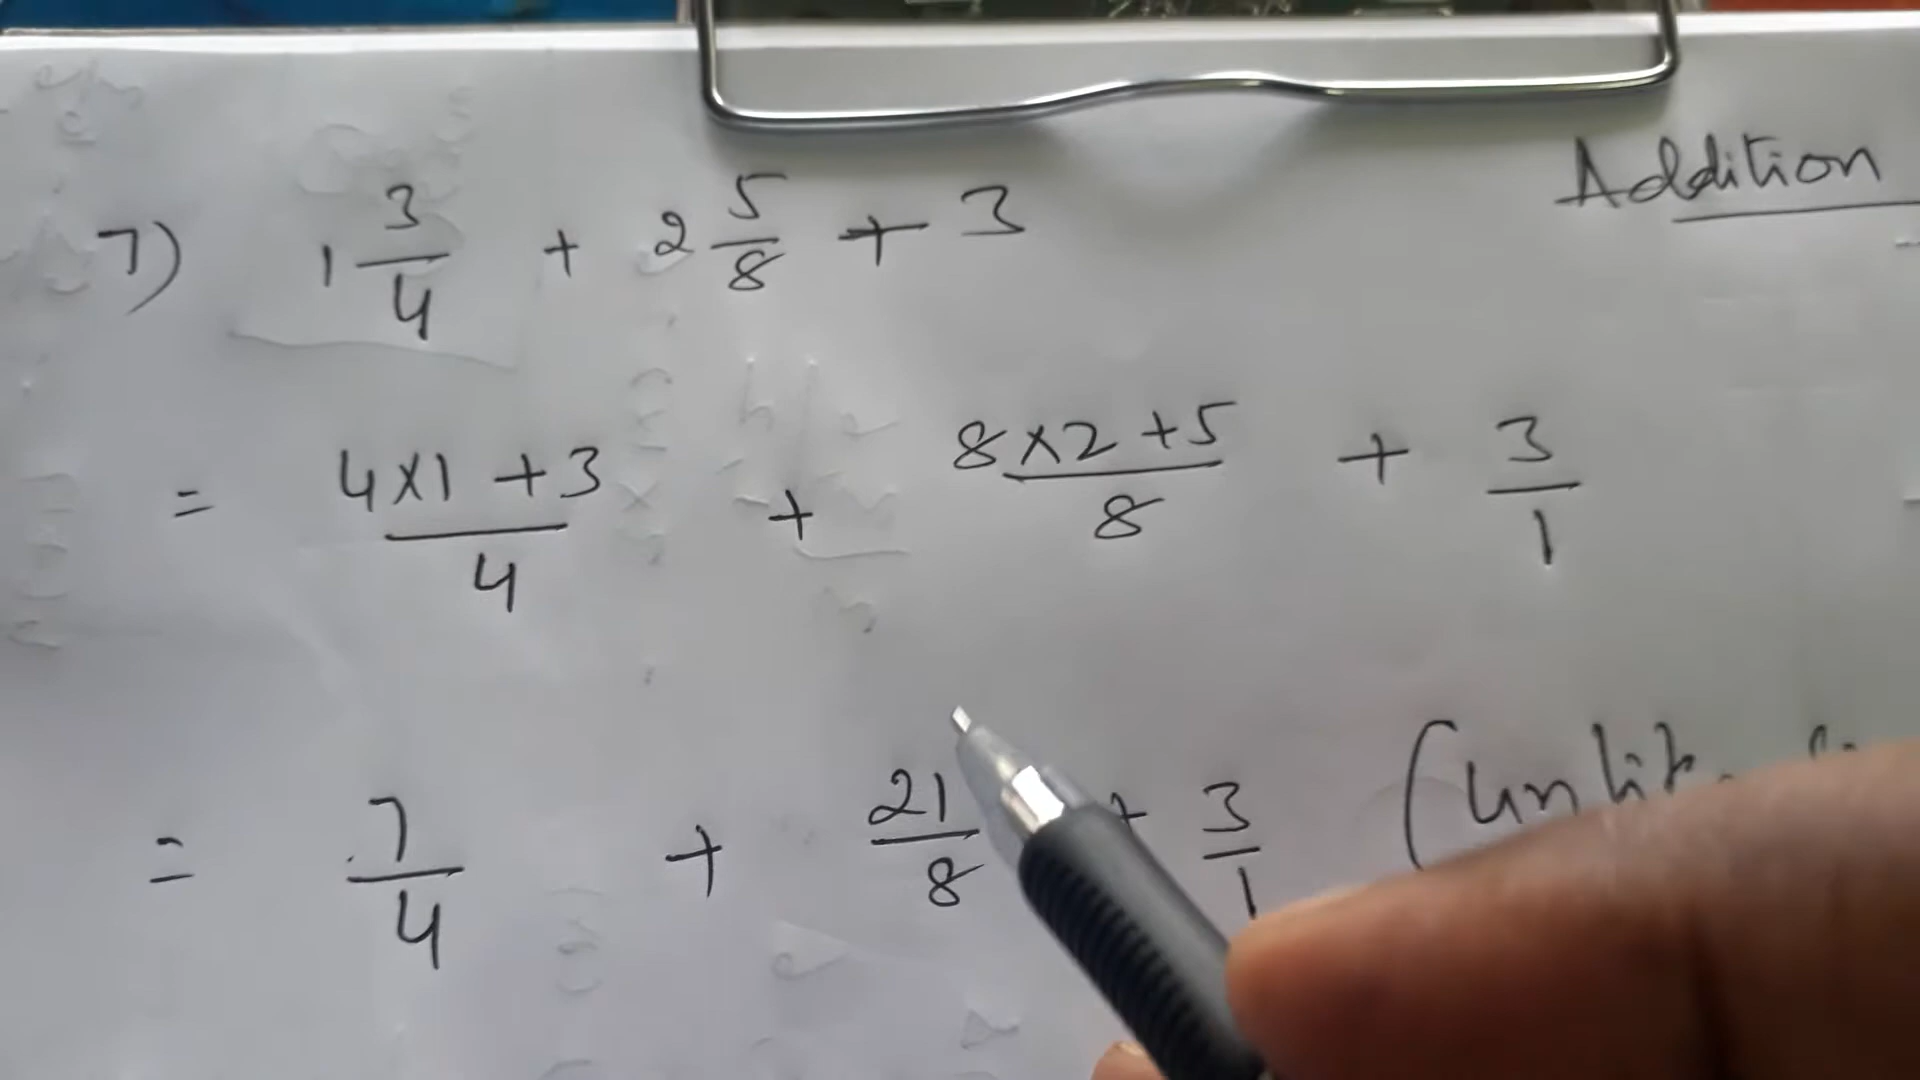 Addition
7) 1 3/4 + 2 5/8 + 3
= 4×1 +3/4 + 8×2 +5/8 + 3/1
= 7/4 + 21/8 + 3/1 (